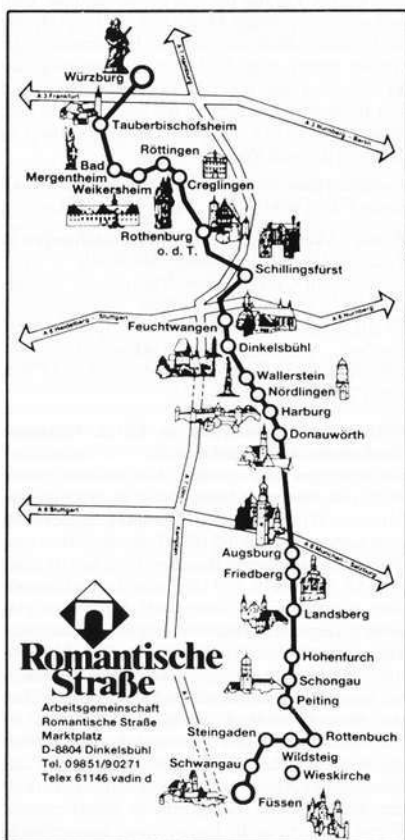 Würzburg
A 3 Frankfurt
A 3 Nürnberg - Berlin
Tauberbischofsheim
Röttingen
Bad
Mergentheim
Weikersheim
Creglingen
Rothenburg
o. d. T.
Schillingsfürst
A 6 Heidelberg - Stuttgart
A 6 Nürnberg
Feuchtwangen
Dinkelsbühl
Wallerstein
Nördlingen
Harburg
Donauwörth
A 8 Stuttgart
A 8 München - Salzburg
Augsburg
Friedberg
Landsberg
Hohenfurch
Schongau
Peiting
Rottenbuch
Steingaden
Wildsteig
Wieskirche
Schwangau
Füssen
Romantische
Straße
Arbeitsgemeinschaft
Romantische Straße
Marktplatz
D-8804 Dinkelsbühl
Tel. 09851/90271
Telex 61146 vadin d